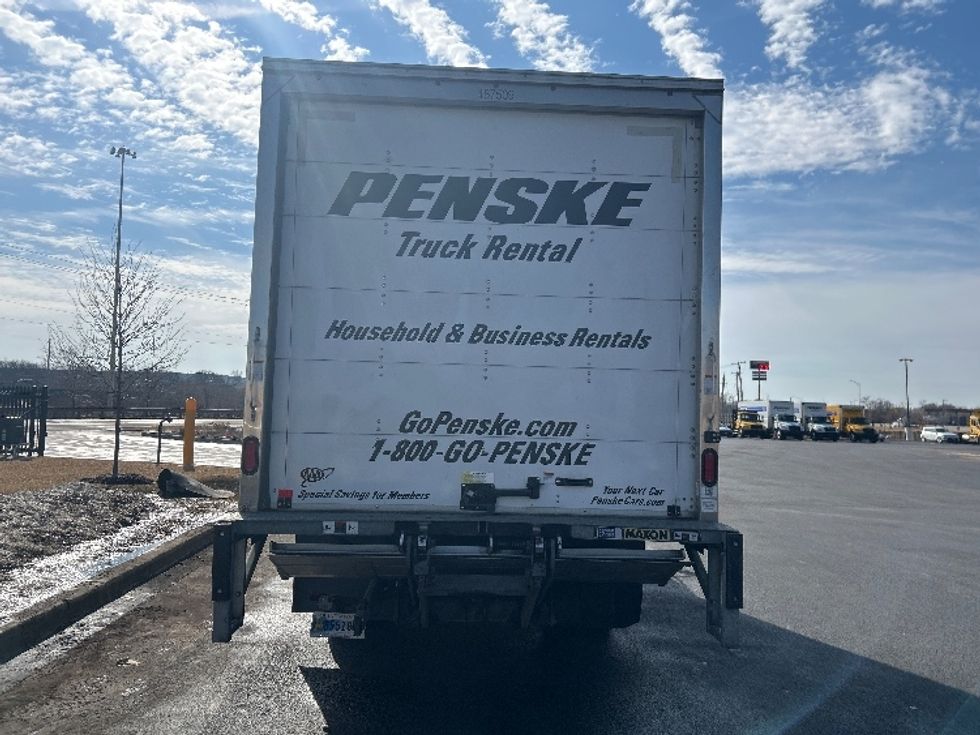 PENSKE
Truck Rental
Household & Business Rentals
GoPenske.com
1-800-GO-PENSKE
AAA
Special Savings for Members
Your Next Car
PenskeCars.com
MAXON